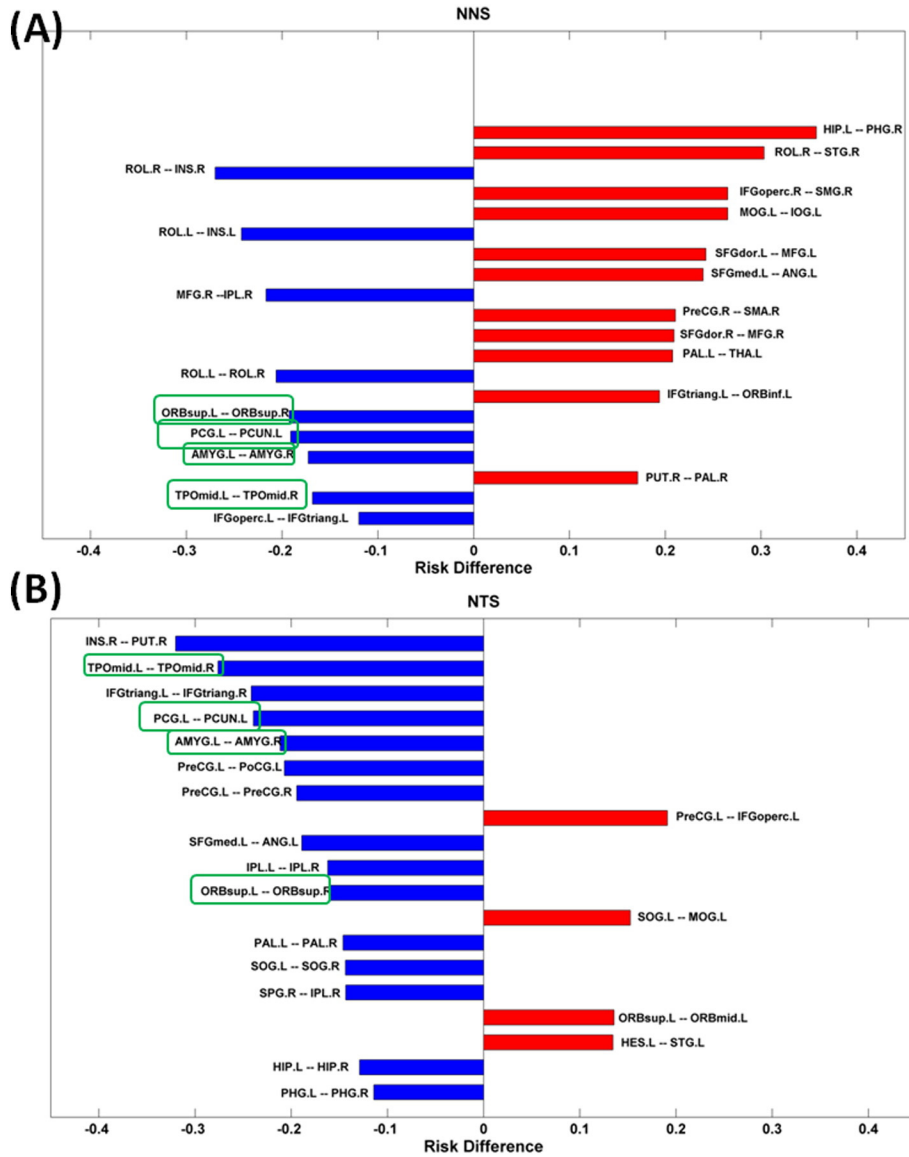 (A)
NNS
HIP.L -- PHG.R
ROL.R -- STG.R
ROL.R -- INS.R
IFGoperc.R -- SMG.R
MOG.L -- IOG.L
ROL.L -- INS.L
SFGdor.L -- MFG.L
SFGmed.L -- ANG.L
MFG.R --IPL.R
PreCG.R -- SMA.R
SFGdor.R -- MFG.R
PAL.L -- THA.L
ROL.L -- ROL.R
IFGtriang.L -- ORBinf.L
ORBsup.L -- ORBsup.R
PCG.L -- PCUN.L
AMYG.L -- AMYG.R
PUT.R -- PAL.R
TPOmid.L -- TPOmid.R
IFGoperc.L -- IFGtriang.L
-0.4 -0.3 -0.2 -0.1 0 0.1 0.2 0.3 0.4
Risk Difference
(B)
NTS
INS.R -- PUT.R
TPOmid.L -- TPOmid.R
IFGtriang.L -- IFGtriang.R
PCG.L -- PCUN.L
AMYG.L -- AMYG.R
PreCG.L -- PoCG.L
PreCG.L -- PreCG.R
PreCG.L -- IFGoperc.L
SFGmed.L -- ANG.L
IPL.L -- IPL.R
ORBsup.L -- ORBsup.R
SOG.L -- MOG.L
PAL.L -- PAL.R
SOG.L -- SOG.R
SPG.R -- IPL.R
ORBsup.L -- ORBmid.L
HES.L -- STG.L
HIP.L -- HIP.R
PHG.L -- PHG.R
-0.4 -0.3 -0.2 -0.1 0 0.1 0.2 0.3 0.4
Risk Difference